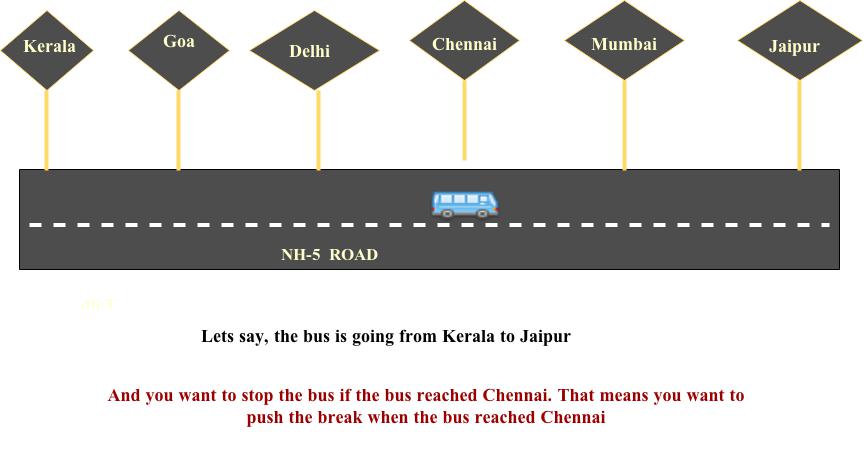 Kerala
Goa
Delhi
Chennai
Mumbai
Jaipur
NH-5 ROAD
Lets say, the bus is going from Kerala to Jaipur
And you want to stop the bus if the bus reached Chennai. That means you want to
push the break when the bus reached Chennai